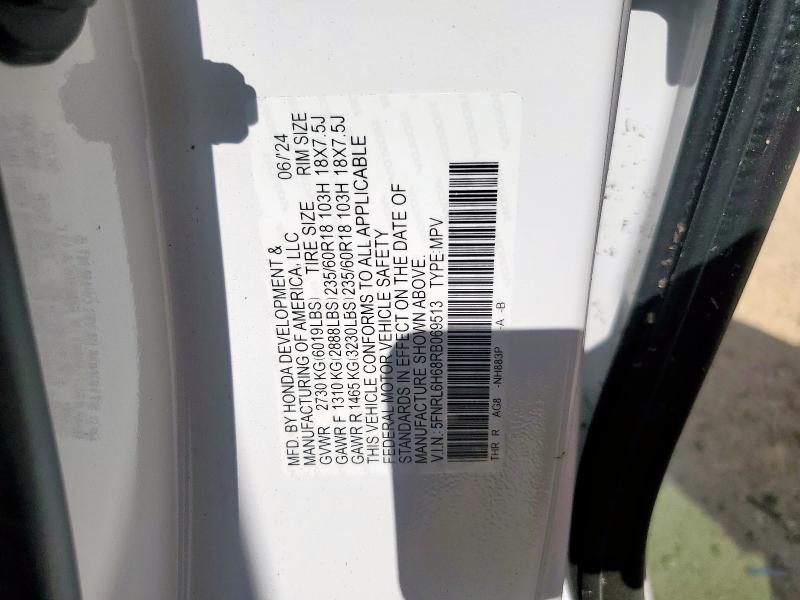 MFD. BY HONDA DEVELOPMENT &
MANUFACTURING OF AMERICA, LLC 06/'24
GVWR 2730 KG(6019LBS) TIRE SIZE RIM SIZE
GAWR F 1310 KG(2888LBS) 235/60R18 103H 18X7.5J
GAWR R 1465 KG(3230LBS) 235/60R18 103H 18X7.5J
THIS VEHICLE CONFORMS TO ALL APPLICABLE
FEDERAL MOTOR VEHICLE SAFETY
STANDARDS IN EFFECT ON THE DATE OF
MANUFACTURE SHOWN ABOVE.
V.I.N.:5FNRL6H68RB069513 TYPE:MPV
THR R AG8 -NH883P -A -B